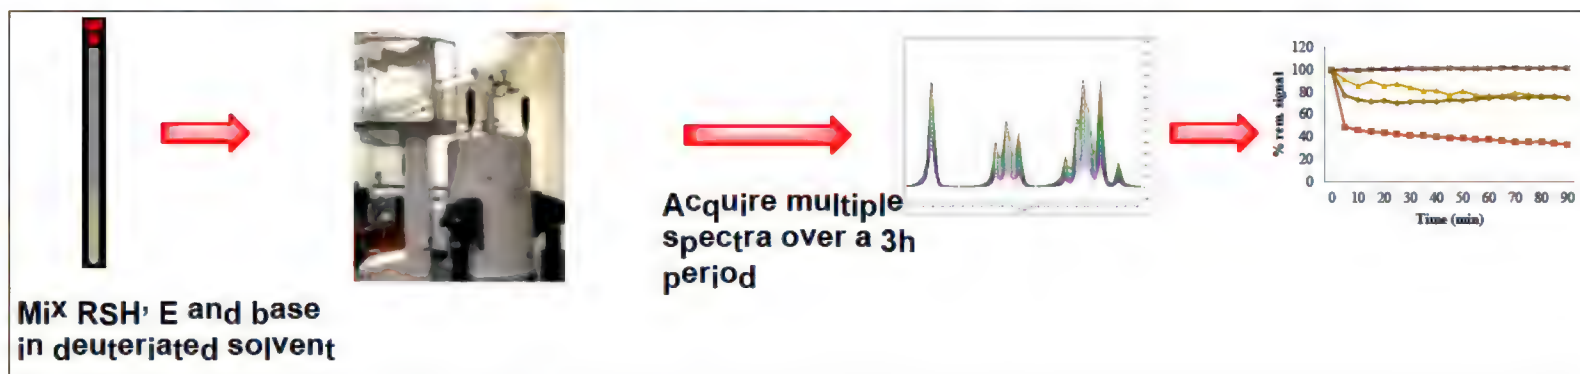 Mix RSH, E and base
in deuteriated solvent
Acquire multiple
spectra over a 3h
period
% rem. signal
120
100
80
60
40
20
0
0 10 20 30 40 50 60 70 80 90
Time (min)